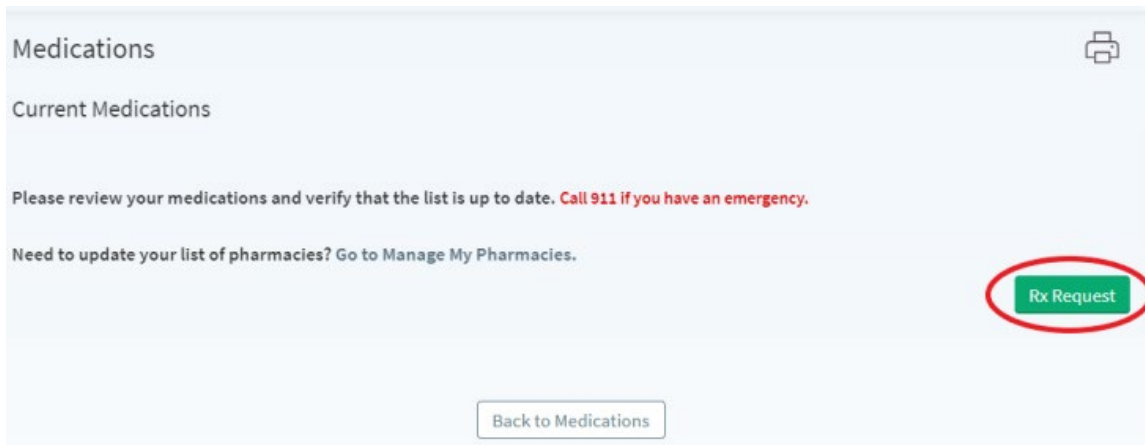 Medications
Current Medications
Please review your medications and verify that the list is up to date. Call 911 if you have an emergency.
Need to update your list of pharmacies? Go to Manage My Pharmacies.
Rx Request
Back to Medications